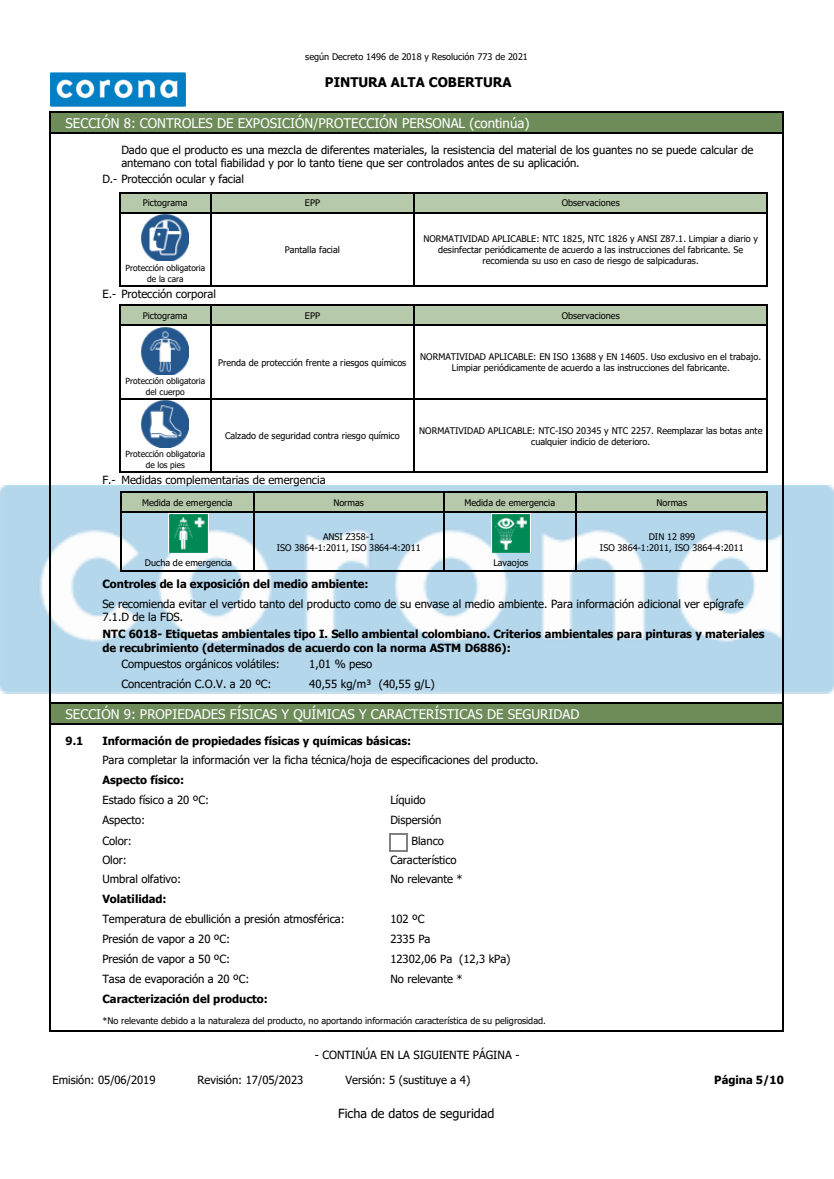 según Decreto 1496 de 2018 y Resolución 773 de 2021
corona
PINTURA ALTA COBERTURA
SECCIÓN 8: CONTROLES DE EXPOSICIÓN/PROTECCIÓN PERSONAL (continúa)
Dado que el producto es una mezcla de diferentes materiales, la resistencia del material de los guantes no se puede calcular de
antemano con total fiabilidad y por lo tanto tiene que ser controlados antes de su aplicación.
D.- Protección ocular y facial
Pictograma EPP Observaciones
Protección obligatoria
de la cara
Pantalla facial
NORMATIVIDAD APLICABLE: NTC 1825, NTC 1826 y ANSI Z87.1. Limpiar a diario y
desinfectar periódicamente de acuerdo a las instrucciones del fabricante. Se
recomienda su uso en caso de riesgo de salpicaduras.
E.- Protección corporal
Pictograma EPP Observaciones
Protección obligatoria
del cuerpo
Prenda de protección frente a riesgos químicos
NORMATIVIDAD APLICABLE: EN ISO 13688 y EN 14605. Uso exclusivo en el trabajo.
Limpiar periódicamente de acuerdo a las instrucciones del fabricante.
Protección obligatoria
de los pies
Calzado de seguridad contra riesgo químico
NORMATIVIDAD APLICABLE: NTC-ISO 20345 y NTC 2257. Reemplazar las botas ante
cualquier indicio de deterioro.
F.- Medidas complementarias de emergencia
Medida de emergencia Normas Medida de emergencia Normas
Ducha de emergencia
ANSI Z358-1
ISO 3864-1:2011, ISO 3864-4:2011
Lavaojos
DIN 12 899
ISO 3864-1:2011, ISO 3864-4:2011
corona
Controles de la exposición del medio ambiente:
Se recomienda evitar el vertido tanto del producto como de su envase al medio ambiente. Para información adicional ver epígrafe
7.1.D de la FDS.
NTC 6018- Etiquetas ambientales tipo I. Sello ambiental colombiano. Criterios ambientales para pinturas y materiales
de recubrimiento (determinados de acuerdo con la norma ASTM D6886):
Compuestos orgánicos volátiles: 1,01 % peso
Concentración C.O.V. a 20 ºC: 40,55 kg/m³ (40,55 g/L)
SECCIÓN 9: PROPIEDADES FÍSICAS Y QUÍMICAS Y CARACTERÍSTICAS DE SEGURIDAD
9.1 Información de propiedades físicas y químicas básicas:
Para completar la información ver la ficha técnica/hoja de especificaciones del producto.
Aspecto físico:
Estado físico a 20 ºC: Líquido
Aspecto: Dispersión
Color: Blanco
Olor: Característico
Umbral olfativo: No relevante *
Volatilidad:
Temperatura de ebullición a presión atmosférica: 102 ºC
Presión de vapor a 20 ºC: 2335 Pa
Presión de vapor a 50 ºC: 12302,06 Pa (12,3 kPa)
Tasa de evaporación a 20 ºC: No relevante *
Caracterización del producto:
*No relevante debido a la naturaleza del producto, no aportando información característica de su peligrosidad.
- CONTINÚA EN LA SIGUIENTE PÁGINA -
Emisión: 05/06/2019 Revisión: 17/05/2023 Versión: 5 (sustituye a 4) Página 5/10
Ficha de datos de seguridad